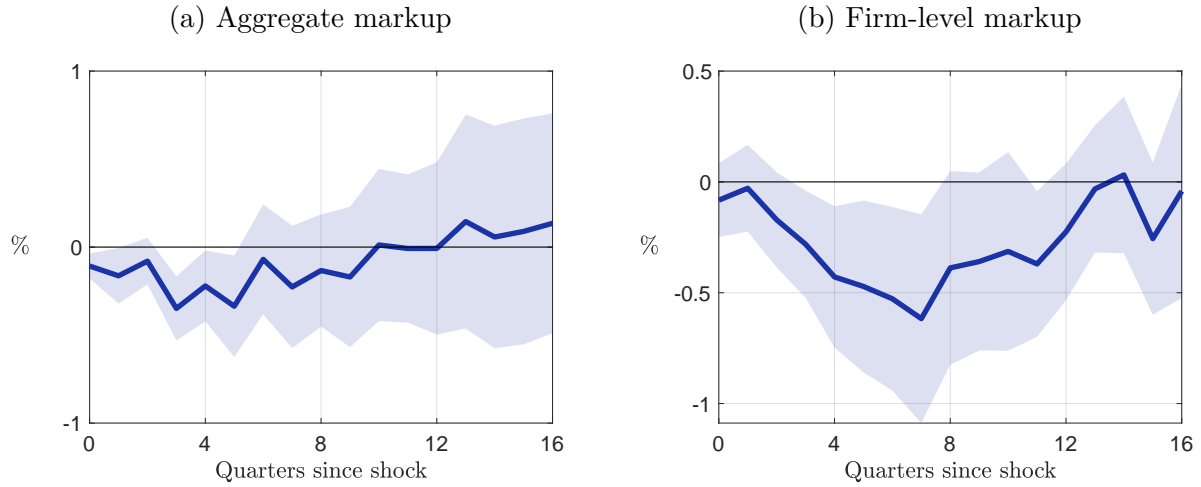 (a) Aggregate markup
1
0
-1
%
0 4 8 12 16
Quarters since shock
(b) Firm-level markup
0.5
0
-0.5
-1
%
0 4 8 12 16
Quarters since shock